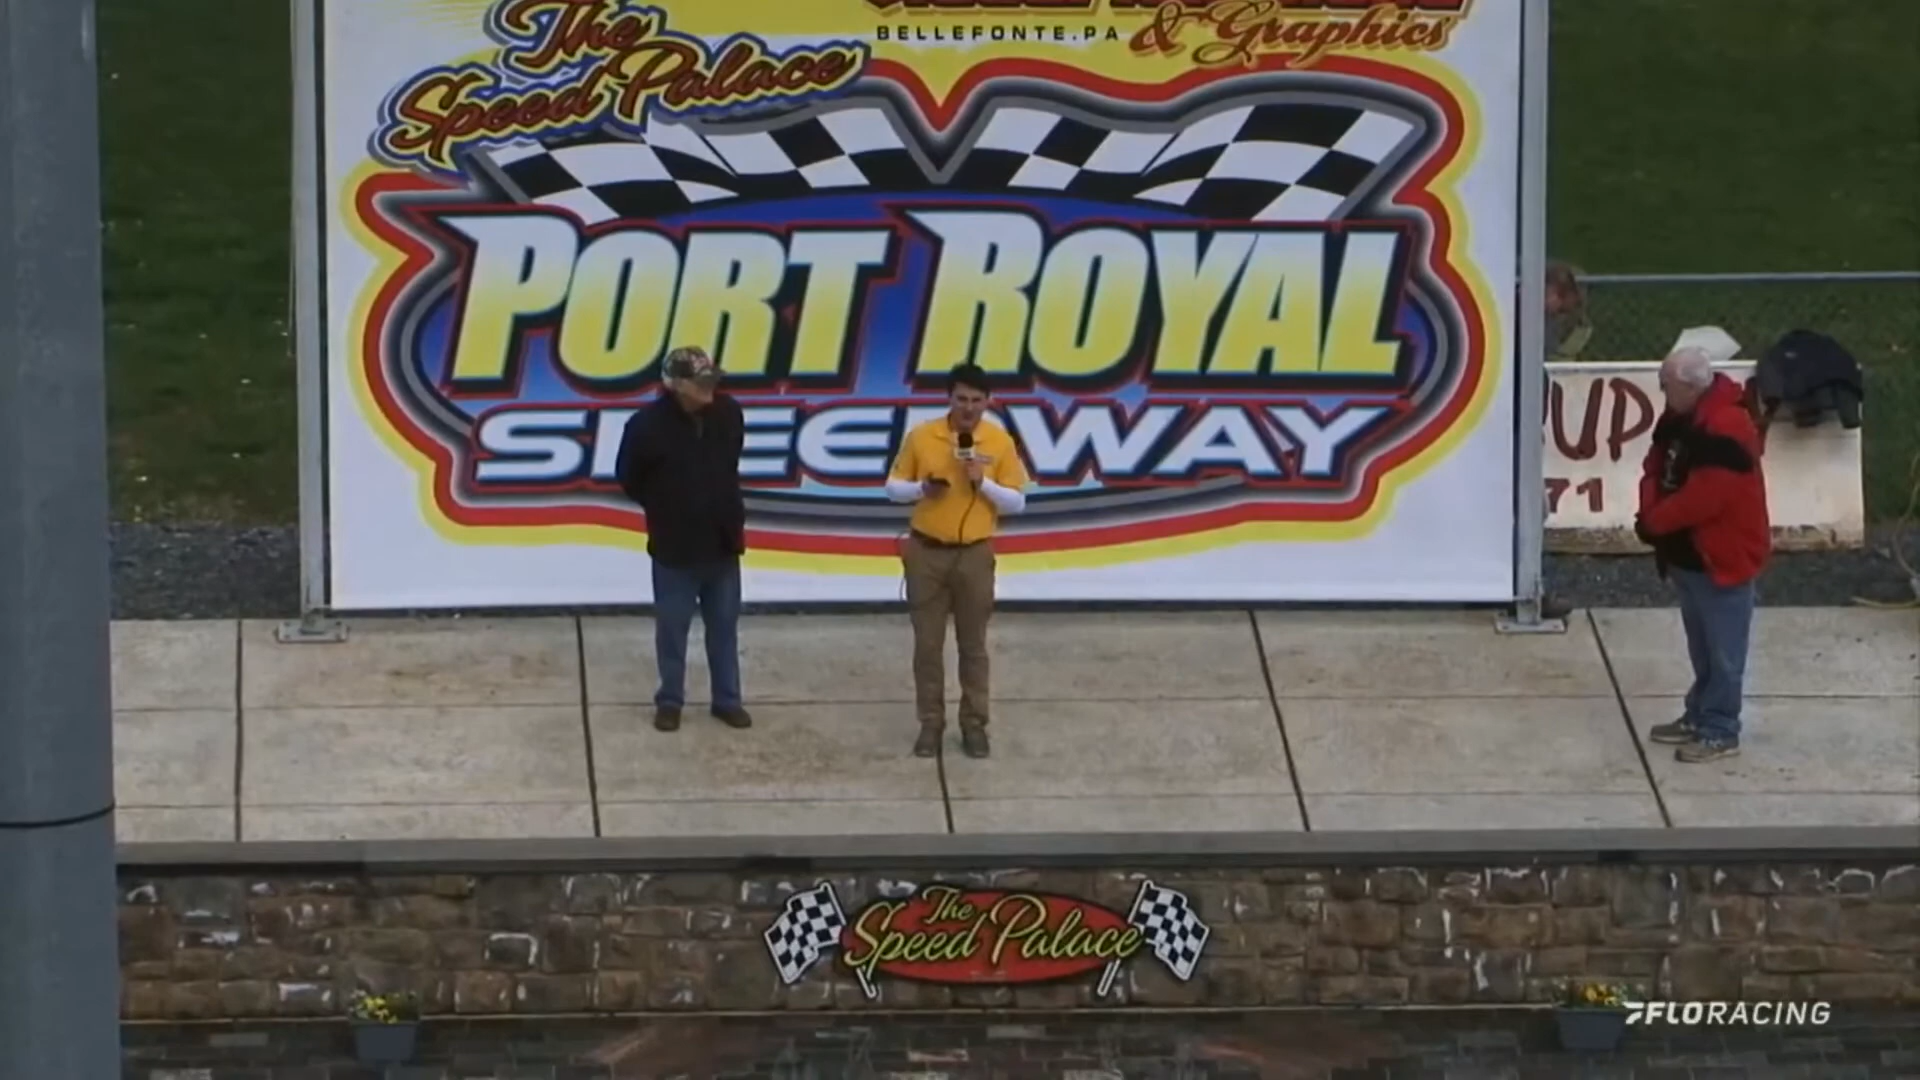 The
Speed Palace
BELLEFONTE, PA & Graphics
PORT ROYAL
SPEEDWAY
UP
71
The
Speed Palace
FLORACING